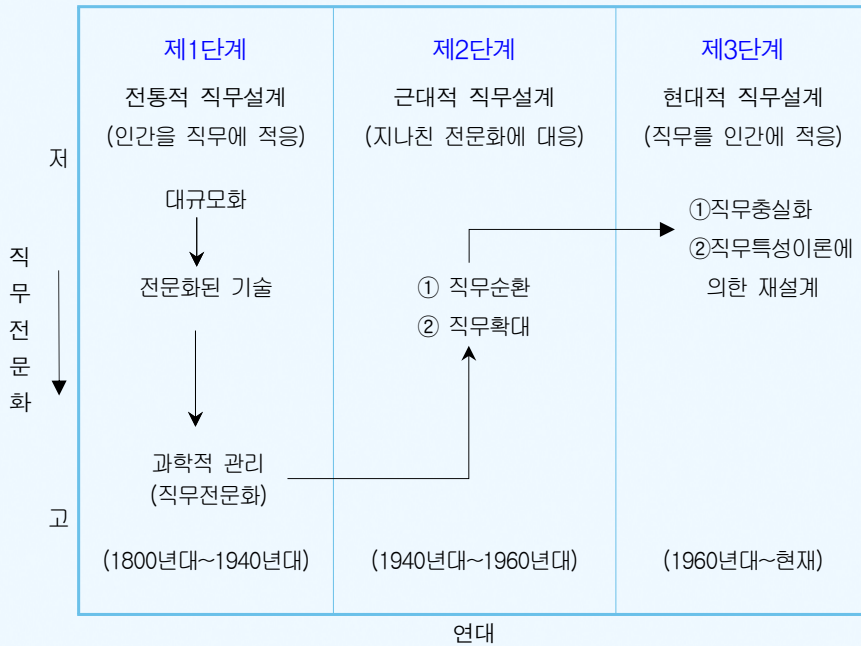 제1단계
전통적 직무설계
(인간을 직무에 적응)
대규모화
전문화된 기술
과학적 관리
(직무전문화)
(1800년대~1940년대)
제2단계
근대적 직무설계
(지나친 전문화에 대응)
① 직무순환
② 직무확대
(1940년대~1960년대)
제3단계
현대적 직무설계
(직무를 인간에 적응)
①직무충실화
②직무특성이론에
의한 재설계
(1960년대~현재)
저
직무전문화
고
연대